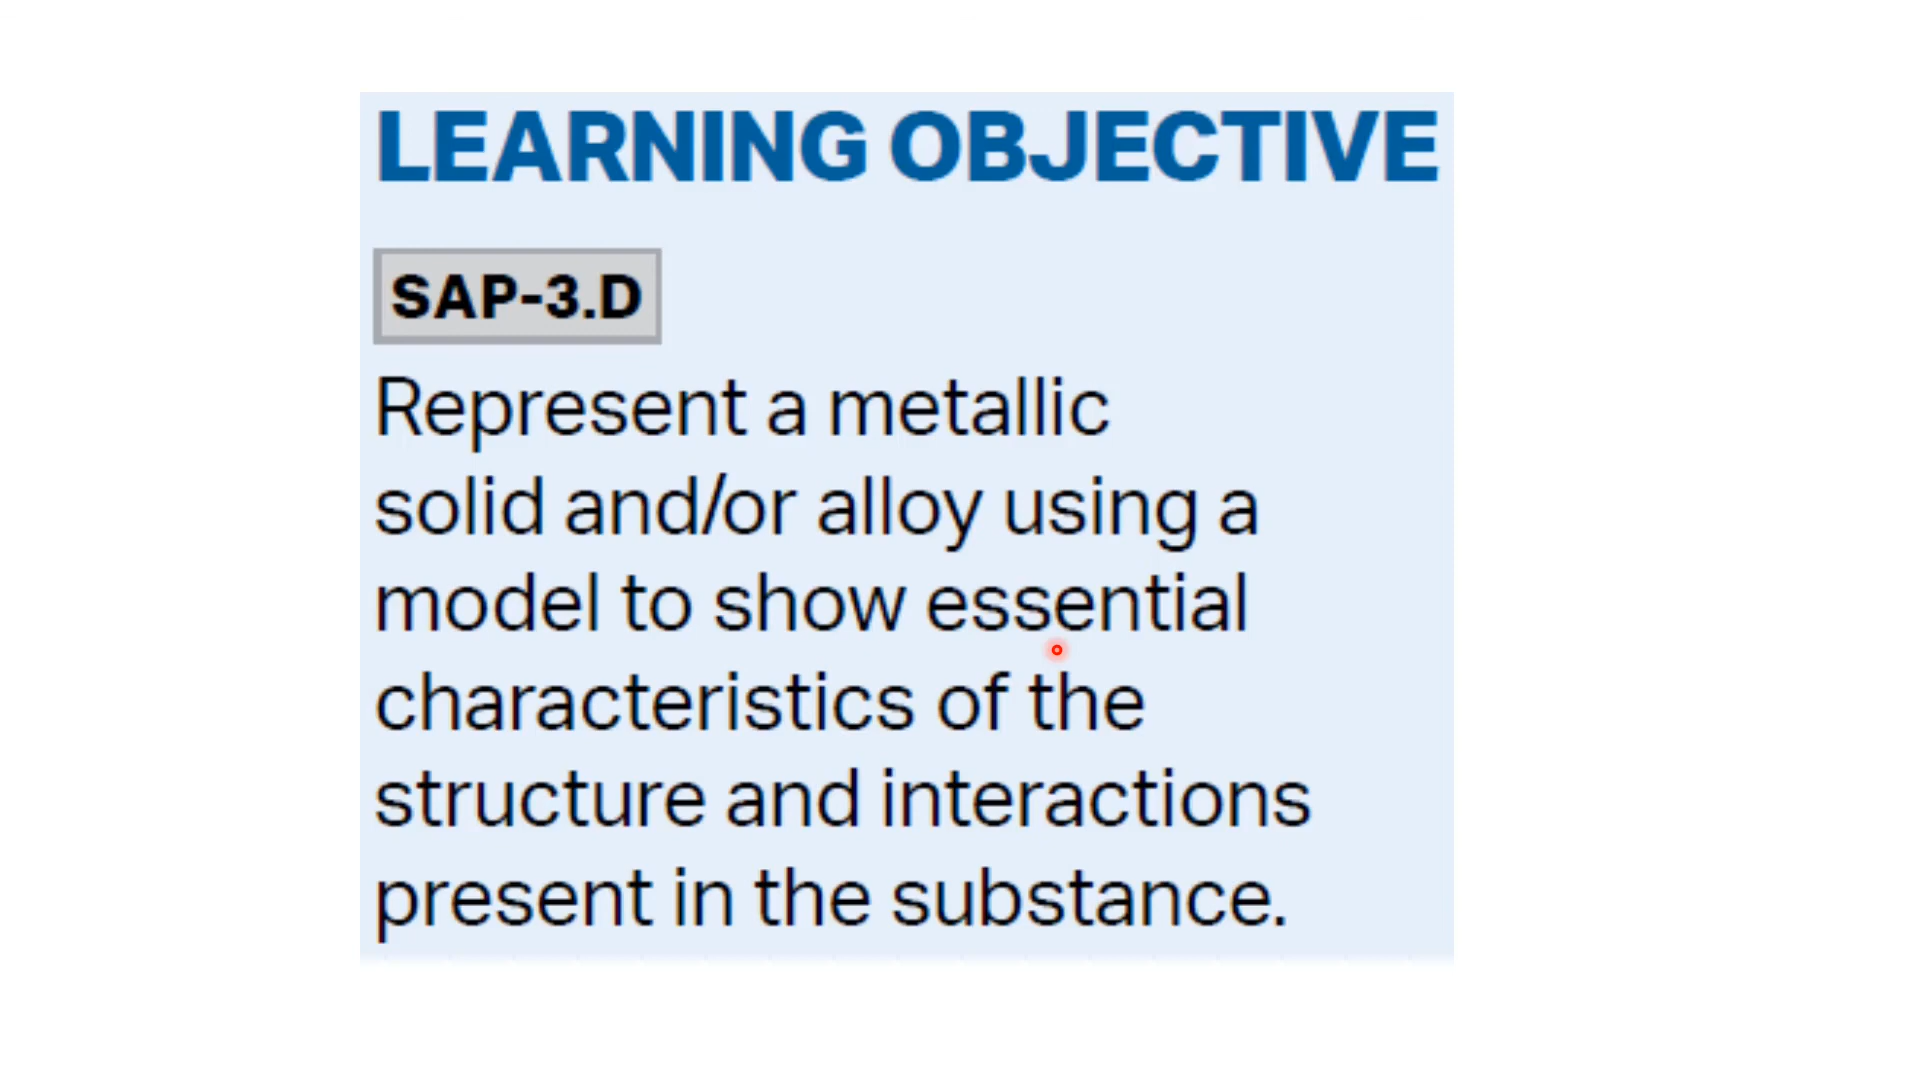 LEARNING OBJECTIVE
SAP-3.D
Represent a metallic
solid and/or alloy using a
model to show essential
characteristics of the
structure and interactions
present in the substance.